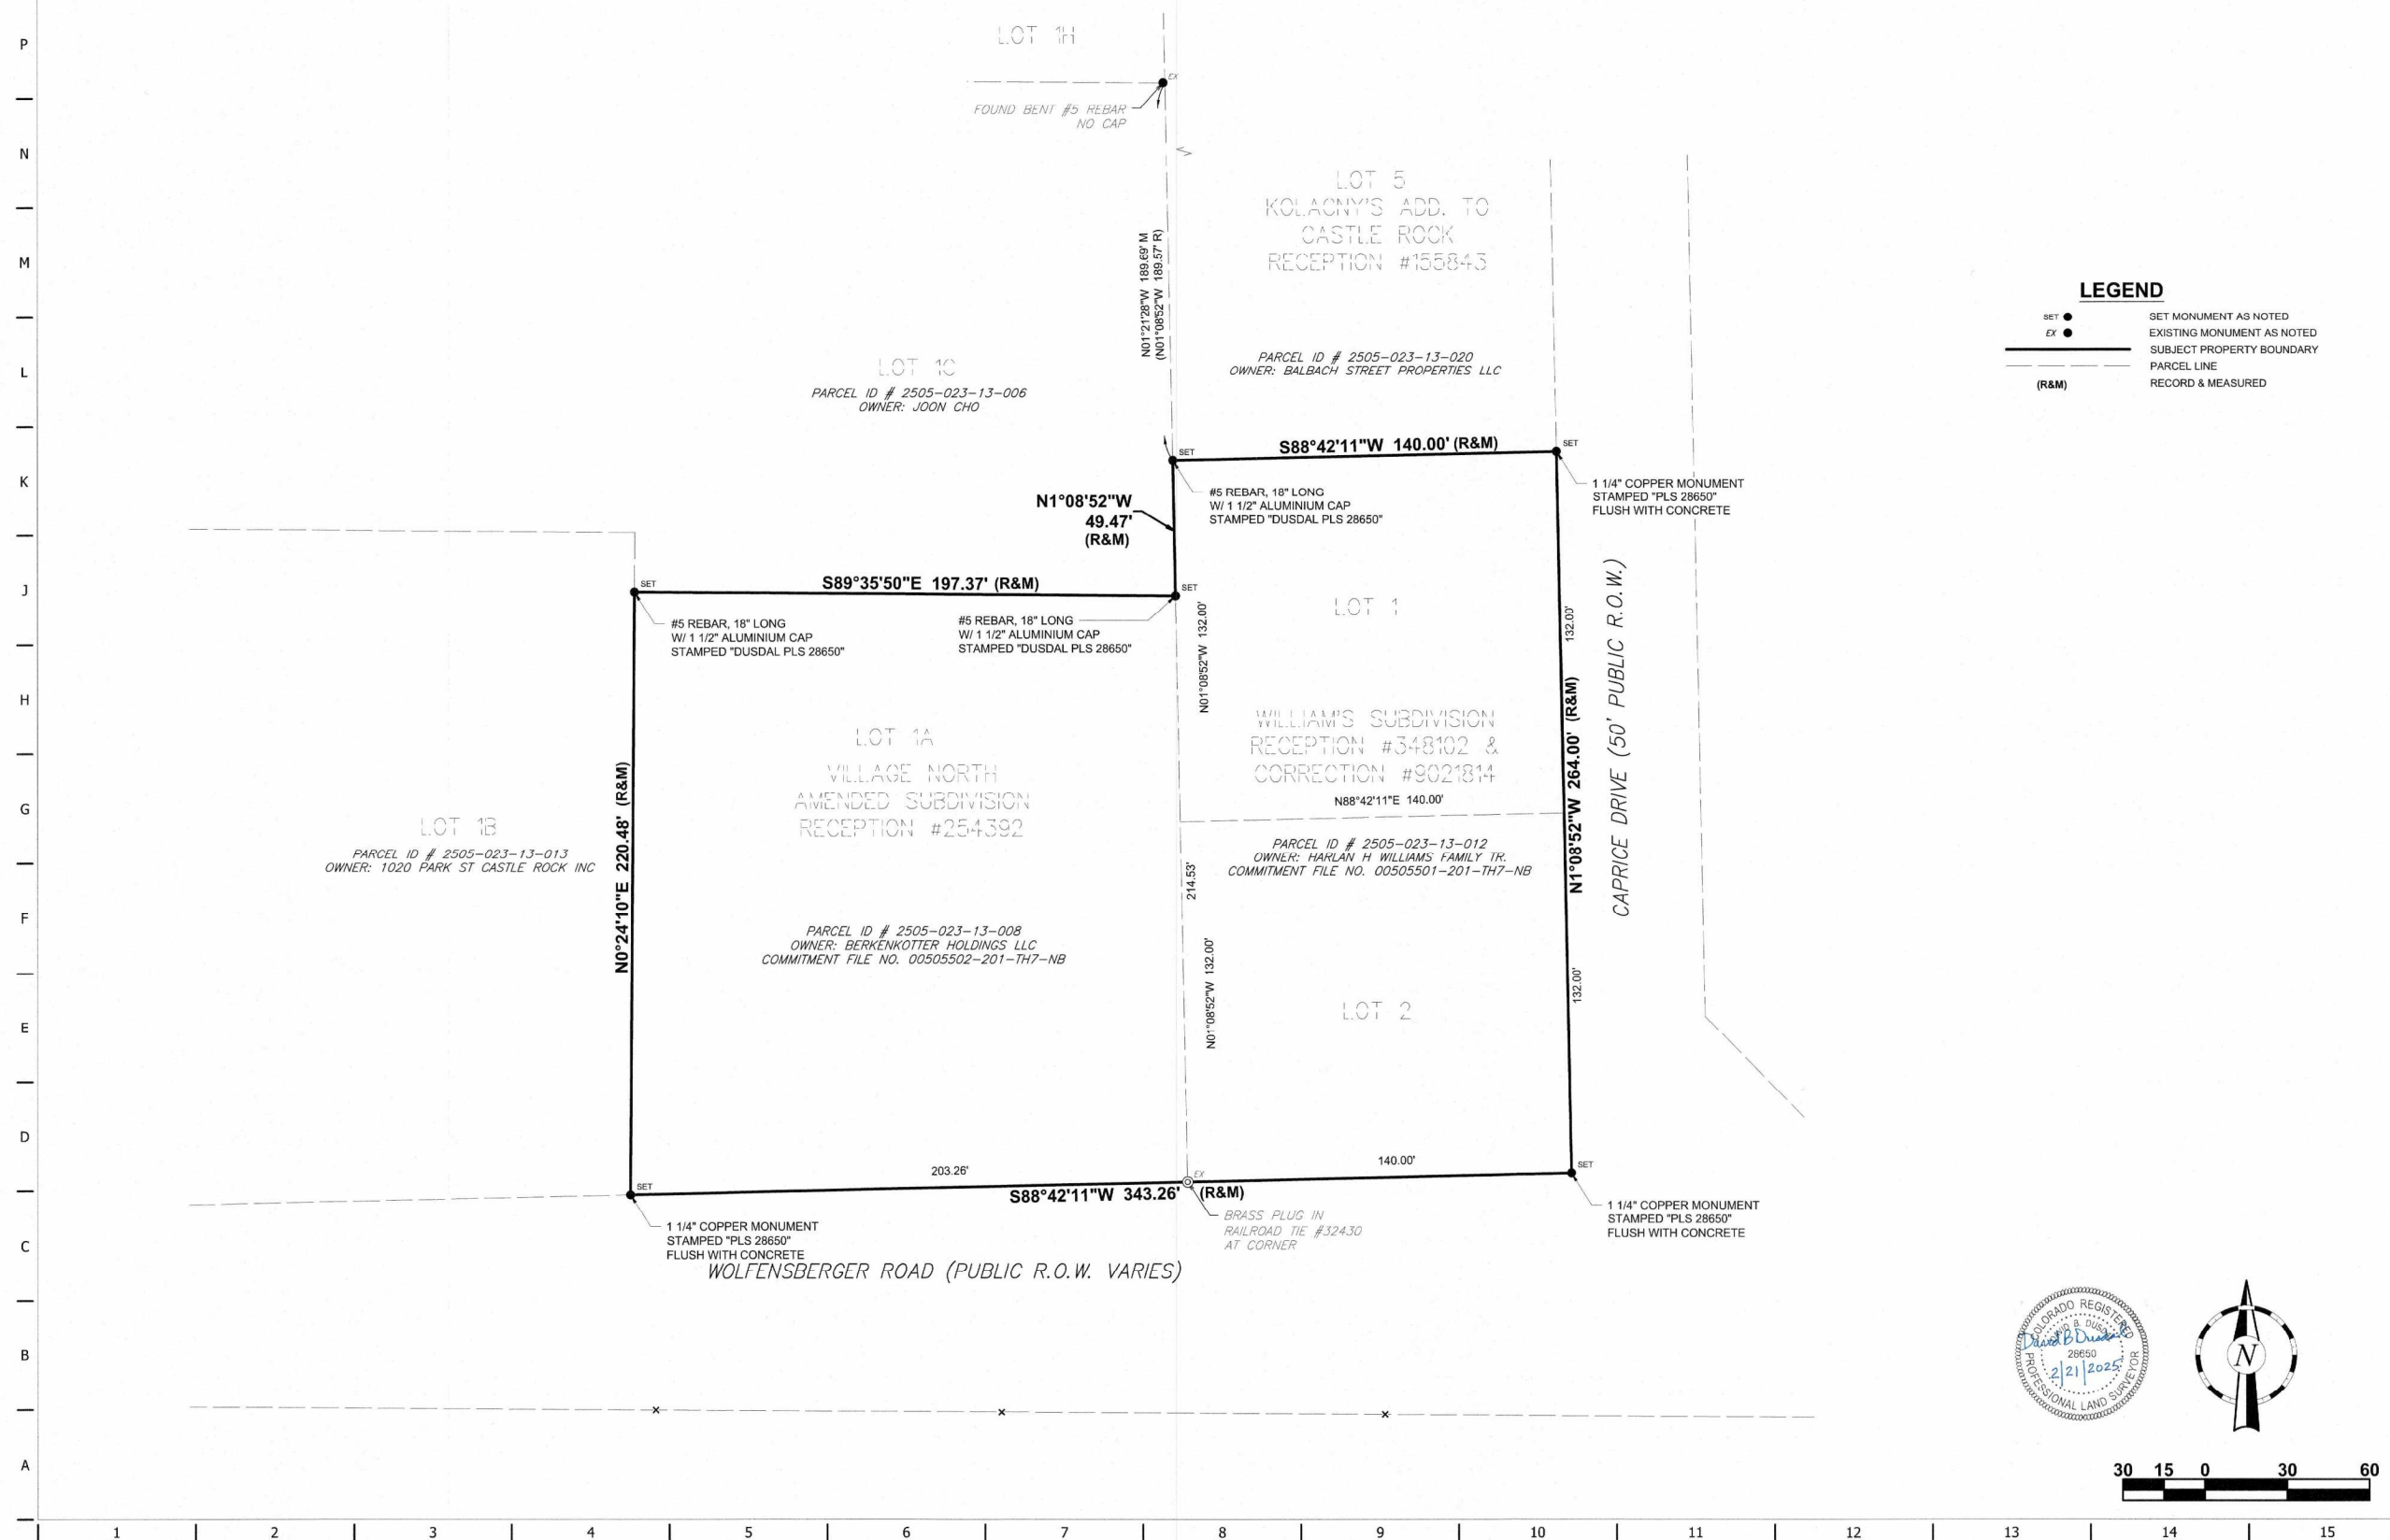 P
N
M
L
K
J
H
G
F
E
D
C
B
A
LOT 1H
EX
FOUND BENT #5 REBAR
NO CAP
LOT 5
KOLACNY'S ADD. TO
CASTLE ROCK
RECEPTION #155843
N01°21'28"W 189.69' M
(N01°08'52"W 189.57' R)
PARCEL ID # 2505-023-13-020
OWNER: BALBACH STREET PROPERTIES LLC
LOT 1C
PARCEL ID # 2505-023-13-006
OWNER: JOON CHO
LEGEND
SET SET MONUMENT AS NOTED
EX EXISTING MONUMENT AS NOTED
SUBJECT PROPERTY BOUNDARY
PARCEL LINE
(R&M) RECORD & MEASURED
SET
S88°42'11"W 140.00' (R&M)
SET
#5 REBAR, 18" LONG
W/ 1 1/2" ALUMINIUM CAP
STAMPED "DUSDAL PLS 28650"
1 1/4" COPPER MONUMENT
STAMPED "PLS 28650"
FLUSH WITH CONCRETE
N1°08'52"W
49.47'
(R&M)
SET
S89°35'50"E 197.37' (R&M)
SET
#5 REBAR, 18" LONG
W/ 1 1/2" ALUMINIUM CAP
STAMPED "DUSDAL PLS 28650"
#5 REBAR, 18" LONG
W/ 1 1/2" ALUMINIUM CAP
STAMPED "DUSDAL PLS 28650"
N01°08'52"W 132.00'
LOT 1
132.00'
N1°08'52"W 264.00' (R&M)
CAPRICE DRIVE (50' PUBLIC R.O.W.)
WILLIAM'S SUBDIVISION
RECEPTION #348102 &
CORRECTION #9021814
N88°42'11"E 140.00'
LOT 1A
VILLAGE NORTH
AMENDED SUBDIVISION
RECEPTION #254392
N0°24'10"E 220.48' (R&M)
LOT 1B
PARCEL ID # 2505-023-13-013
OWNER: 1020 PARK ST CASTLE ROCK INC
PARCEL ID # 2505-023-13-012
OWNER: HARLAN H WILLIAMS FAMILY TR.
COMMITMENT FILE NO. 00505501-201-TH7-NB
214.53'
PARCEL ID # 2505-023-13-008
OWNER: BERKENKOTTER HOLDINGS LLC
COMMITMENT FILE NO. 00505502-201-TH7-NB
N01°08'52"W 132.00'
132.00'
LOT 2
203.26'
140.00'
SET
EX
SET
S88°42'11"W 343.26' (R&M)
1 1/4" COPPER MONUMENT
STAMPED "PLS 28650"
FLUSH WITH CONCRETE
BRASS PLUG IN
RAILROAD TIE #32430
AT CORNER
1 1/4" COPPER MONUMENT
STAMPED "PLS 28650"
FLUSH WITH CONCRETE
WOLFENSBERGER ROAD (PUBLIC R.O.W. VARIES)
COLORADO REGISTERED
David B Dusdal
28650
2/21/2025
PROFESSIONAL LAND SURVEYOR
N
30 15 0 30 60
1 2 3 4 5 6 7 8 9 10 11 12 13 14 15